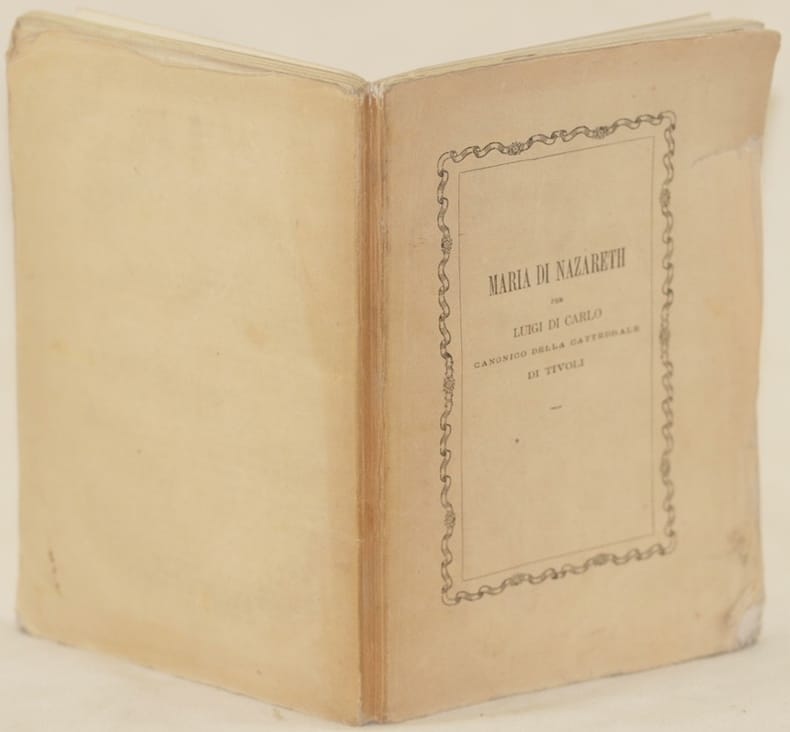 MARIA DI NAZARETH
PER
LUIGI DI CARLO
CANONICO DELLA CATTEDRALE
DI TIVOLI